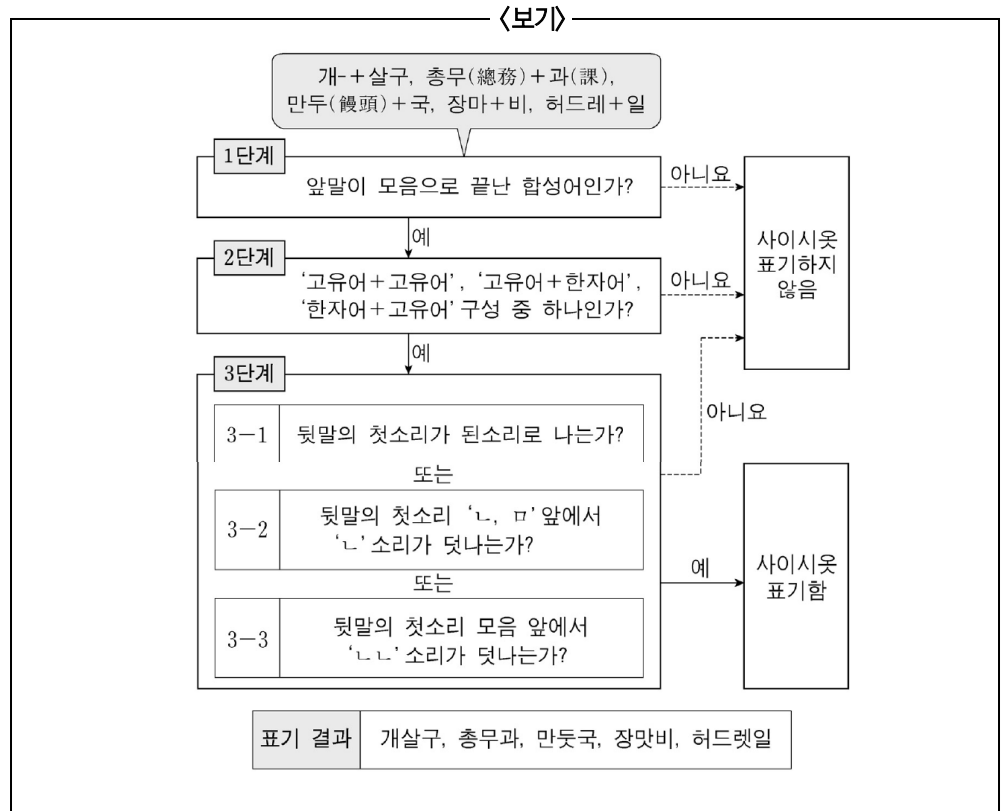 〈보기〉
개-+살구, 총무(總務)+과(課),
만두(饅頭)+국, 장마+비, 허드레+일
1단계
앞말이 모음으로 끝난 합성어인가?
아니요
예
2단계
'고유어+고유어', '고유어+한자어',
'한자어+고유어' 구성 중 하나인가?
아니요
사이시옷
표기하지
않음
예
3단계
3-1 뒷말의 첫소리가 된소리로 나는가?
또는
3-2 뒷말의 첫소리 'ㄴ, ㅁ' 앞에서
'ㄴ' 소리가 덧나는가?
또는
3-3 뒷말의 첫소리 모음 앞에서
'ㄴㄴ' 소리가 덧나는가?
아니요
예
사이시옷
표기함
표기 결과 개살구, 총무과, 만둣국, 장맛비, 허드렛일